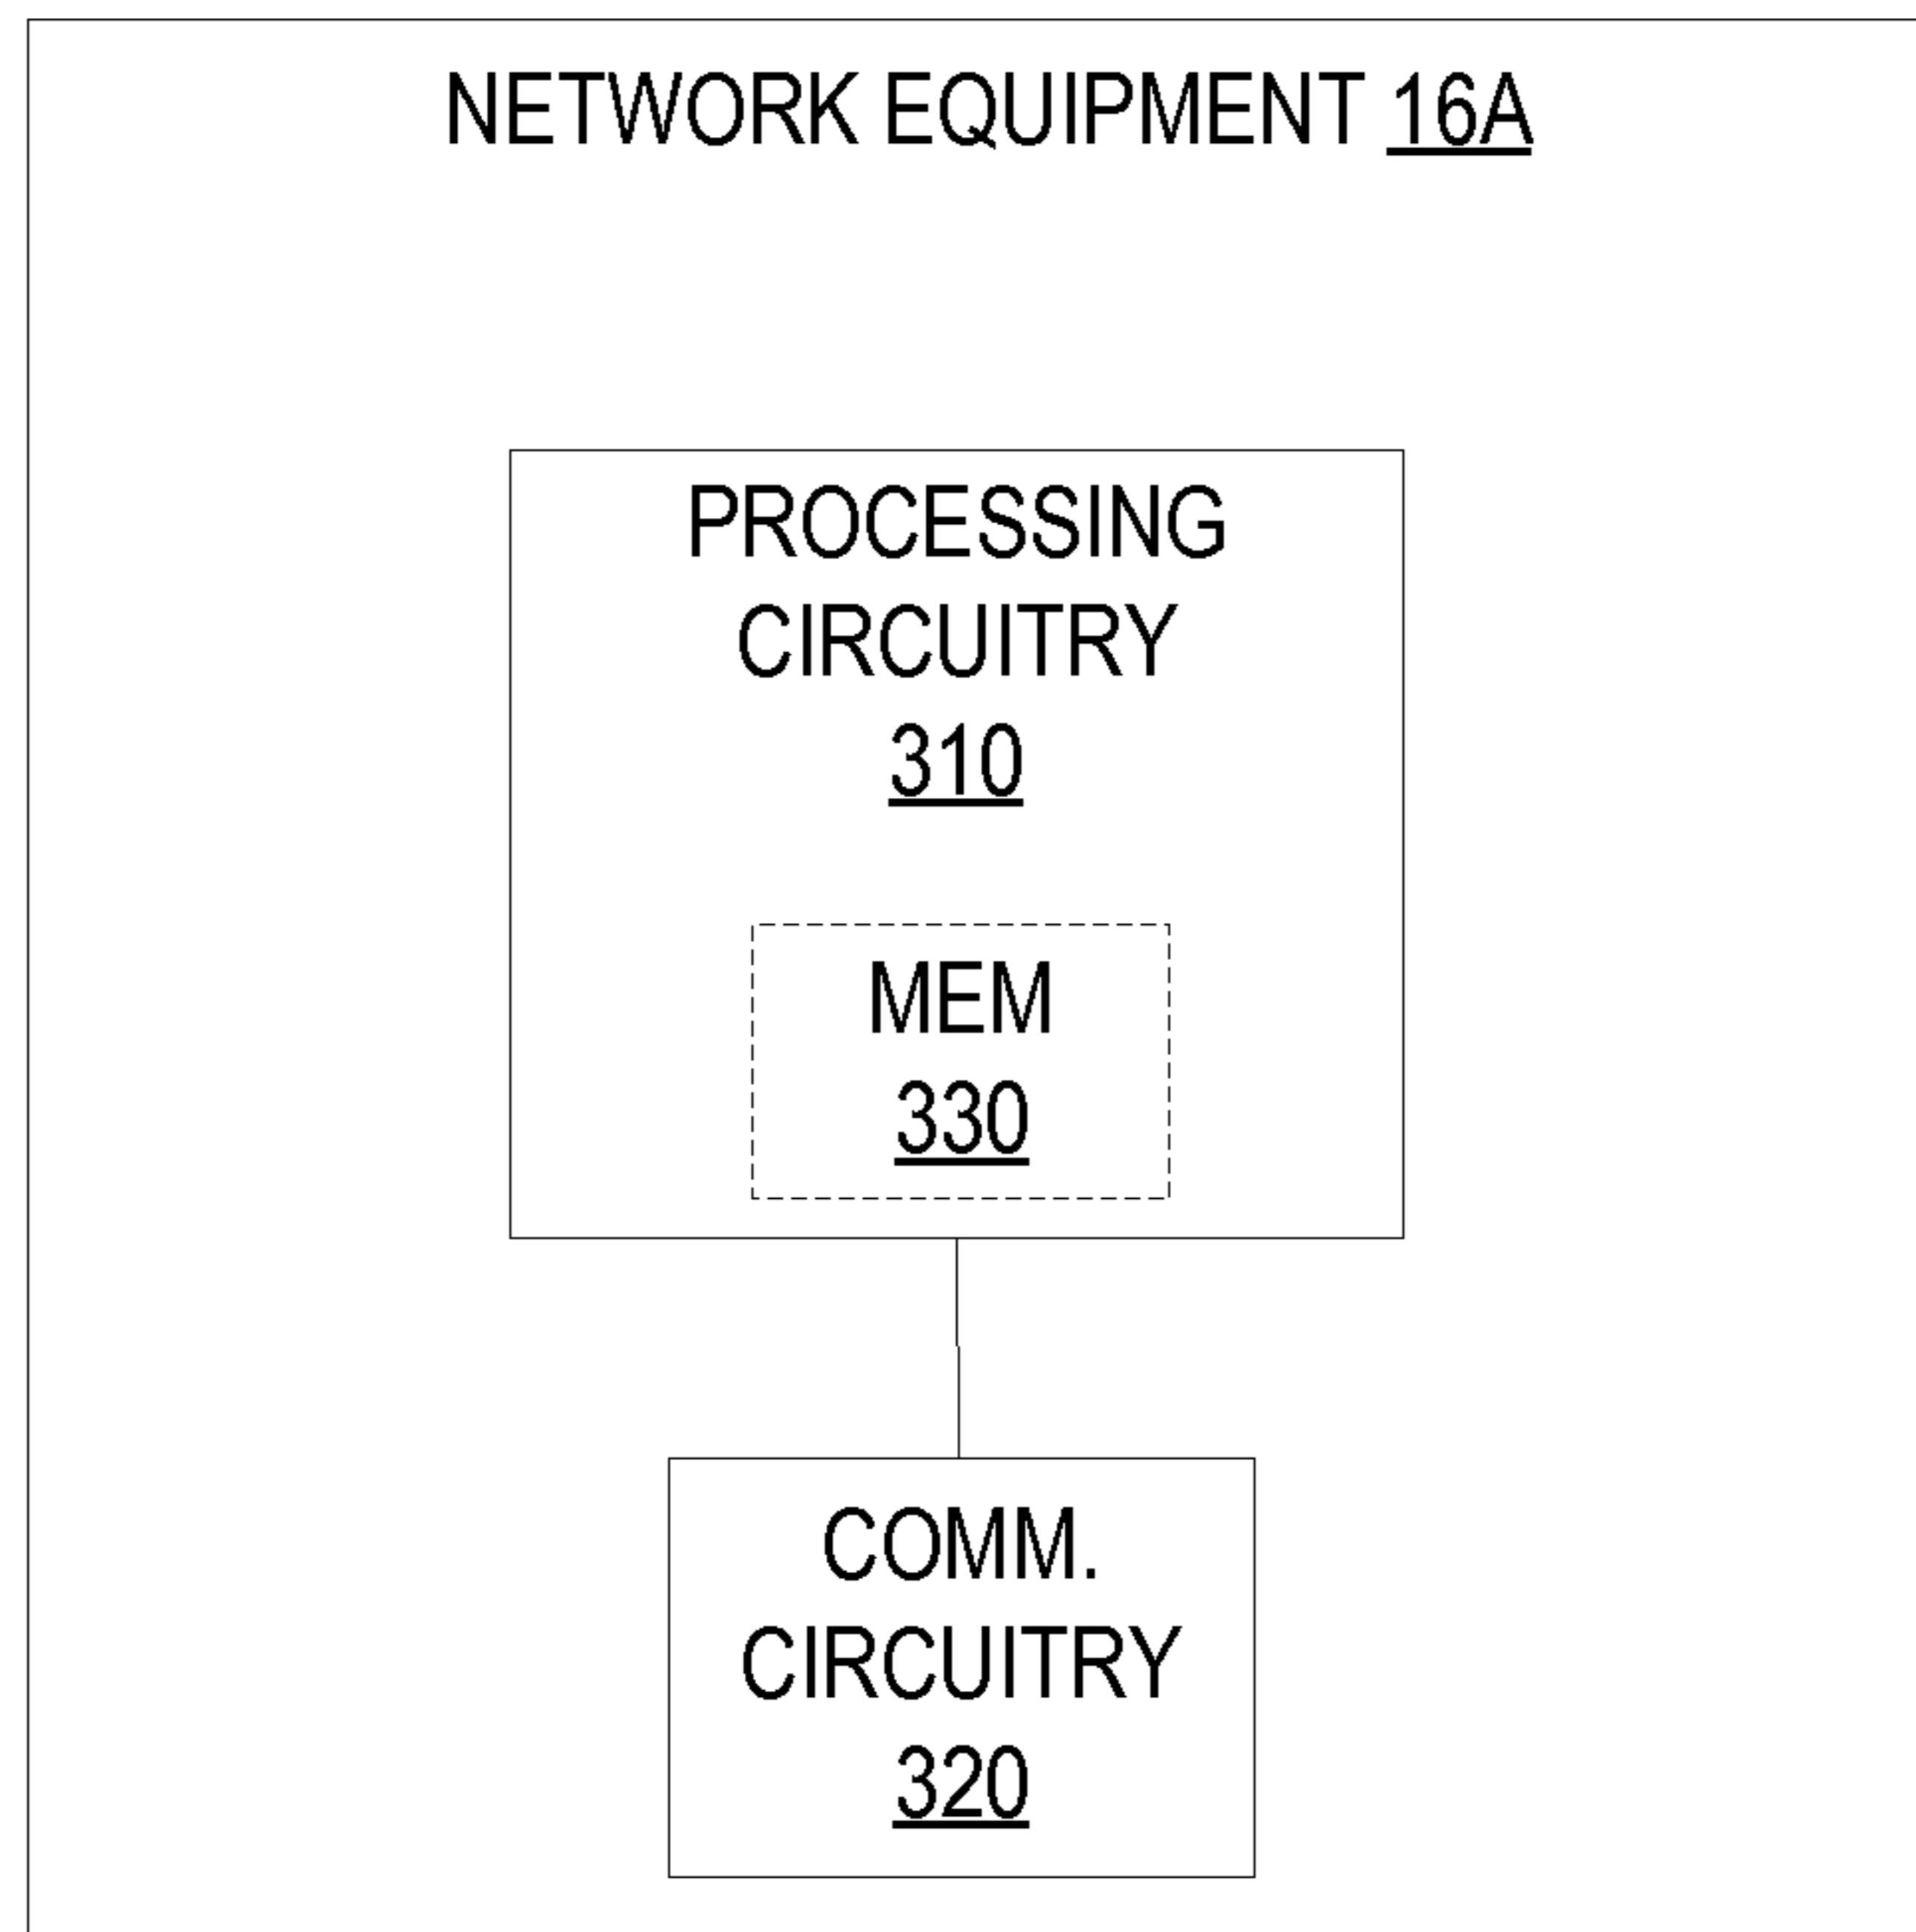 NETWORK EQUIPMENT 16A
PROCESSING
CIRCUITRY
310
MEM
330
COMM.
CIRCUITRY
320